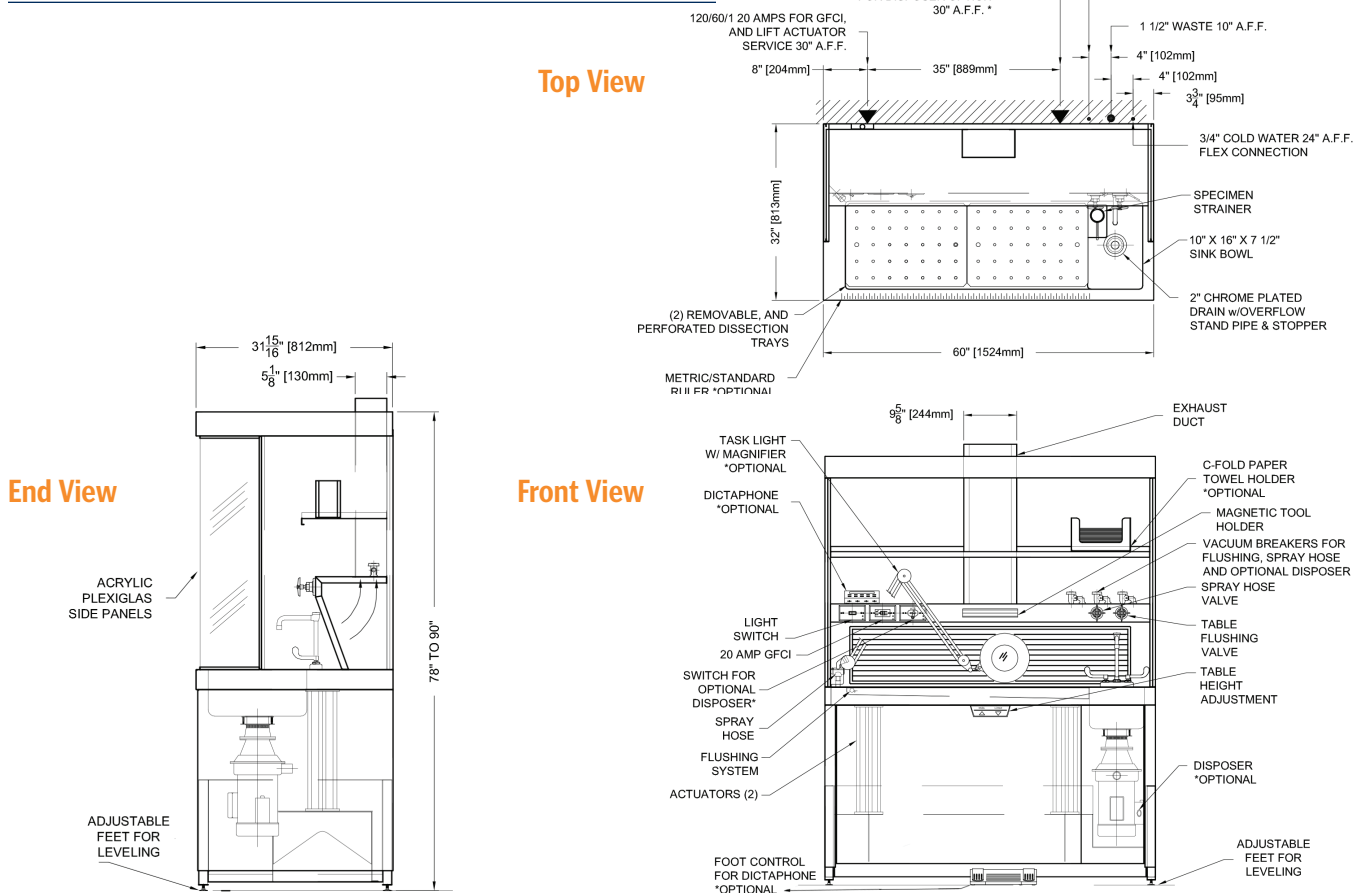 30" A.F.F. *
120/60/1 20 AMPS FOR GFCI,
AND LIFT ACTUATOR
SERVICE 30" A.F.F.
1 1/2" WASTE 10" A.F.F.
4" [102mm]
4" [102mm]
3 3/4" [95mm]
8" [204mm]
35" [889mm]
Top View
3/4" COLD WATER 24" A.F.F.
FLEX CONNECTION
32" [813mm]
SPECIMEN
STRAINER
10" X 16" X 7 1/2"
SINK BOWL
2" CHROME PLATED
DRAIN w/OVERFLOW
STAND PIPE & STOPPER
(2) REMOVABLE, AND
PERFORATED DISSECTION
TRAYS
60" [1524mm]
METRIC/STANDARD
RULER *OPTIONAL
31 15/16" [812mm]
5 1/8" [130mm]
End View
ACRYLIC
PLEXIGLAS
SIDE PANELS
78" TO 90"
ADJUSTABLE
FEET FOR
LEVELING
Front View
9 5/8" [244mm]
EXHAUST
DUCT
TASK LIGHT
W/ MAGNIFIER
*OPTIONAL
DICTAPHONE
*OPTIONAL
C-FOLD PAPER
TOWEL HOLDER
*OPTIONAL
MAGNETIC TOOL
HOLDER
VACUUM BREAKERS FOR
FLUSHING, SPRAY HOSE
AND OPTIONAL DISPOSER
SPRAY HOSE
VALVE
TABLE
FLUSHING
VALVE
TABLE
HEIGHT
ADJUSTMENT
LIGHT
SWITCH
20 AMP GFCI
SWITCH FOR
OPTIONAL
DISPOSER*
SPRAY
HOSE
FLUSHING
SYSTEM
ACTUATORS (2)
DISPOSER
*OPTIONAL
FOOT CONTROL
FOR DICTAPHONE
*OPTIONAL
ADJUSTABLE
FEET FOR
LEVELING